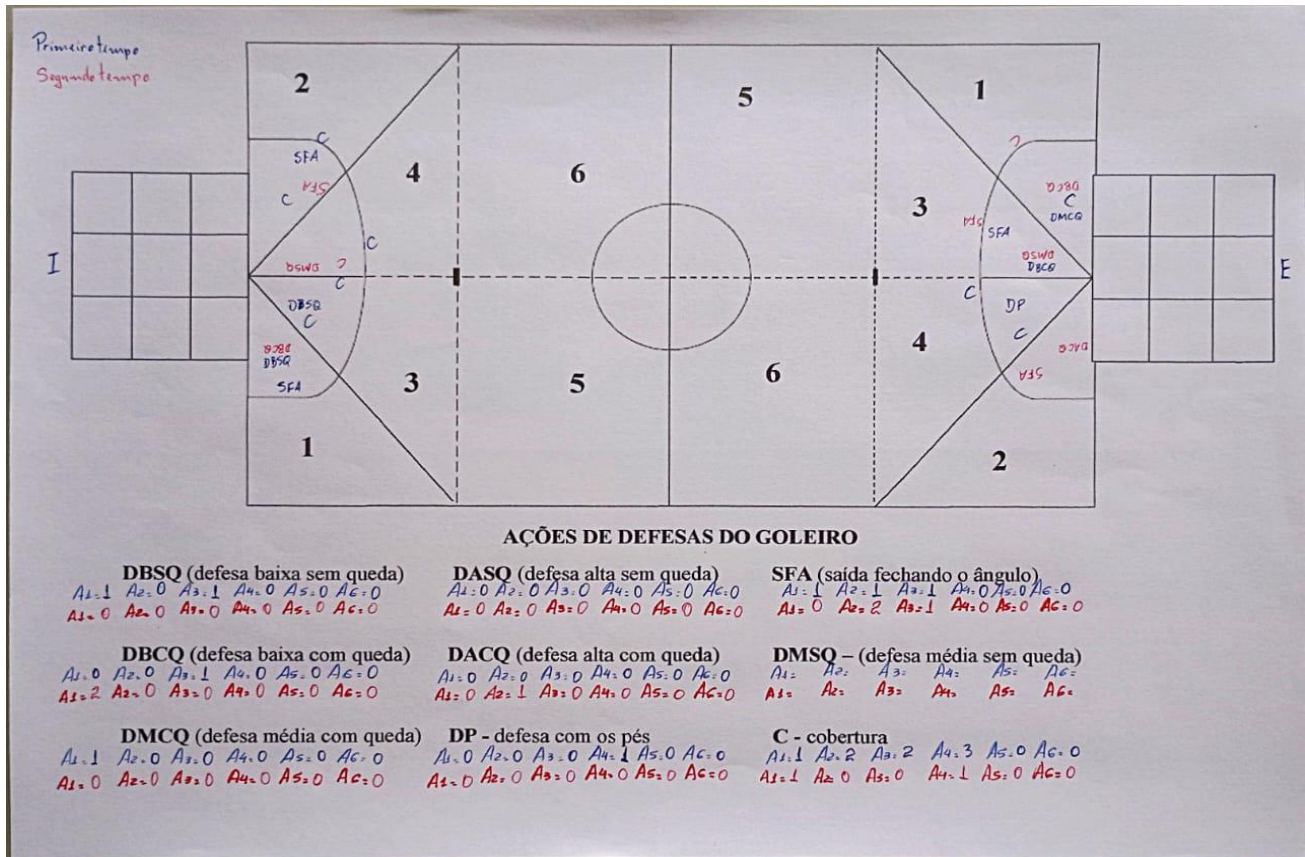 Primeiro tempo
Segundo tempo
2
5
1
C
C
SFA
4
6
SFA
DBCQ
C
C
3
DMCQ
SFA
SFA
C
I
DMSQ
C
DMSQ
E
C
DBCQ
DBSQ
C
DP
C
C
4
DBCQ
DACQ
DBSQ
SFA
SFA
3
5
6
1
2
AÇÕES DE DEFESAS DO GOLEIRO
DBSQ (defesa baixa sem queda)
A1=1 A2=0 A3=1 A4=0 A5=0 A6=0
A1=0 A2=0 A3=0 A4=0 A5=0 A6=0
DASQ (defesa alta sem queda)
A1=0 A2=0 A3=0 A4=0 A5=0 A6=0
A1=0 A2=0 A3=0 A4=0 A5=0 A6=0
SFA (saída fechando o ângulo)
A1=1 A2=1 A3=1 A4=0 A5=0 A6=0
A1=0 A2=2 A3=1 A4=0 A5=0 A6=0
DBCQ (defesa baixa com queda)
A1=0 A2=0 A3=1 A4=0 A5=0 A6=0
A1=2 A2=0 A3=0 A4=0 A5=0 A6=0
DACQ (defesa alta com queda)
A1=0 A2=0 A3=0 A4=0 A5=0 A6=0
A1=0 A2=1 A3=0 A4=0 A5=0 A6=0
DMSQ – (defesa média sem queda)
A1= A2= A3= A4= A5= A6=
A1= A2= A3= A4= A5= A6=
DMCQ (defesa média com queda)
A1=1 A2=0 A3=0 A4=0 A5=0 A6=0
A1=0 A2=0 A3=0 A4=0 A5=0 A6=0
DP - defesa com os pés
A1=0 A2=0 A3=0 A4=1 A5=0 A6=0
A1=0 A2=0 A3=0 A4=0 A5=0 A6=0
C - cobertura
A1=1 A2=2 A3=2 A4=3 A5=0 A6=0
A1=1 A2=0 A3=0 A4=1 A5=0 A6=0